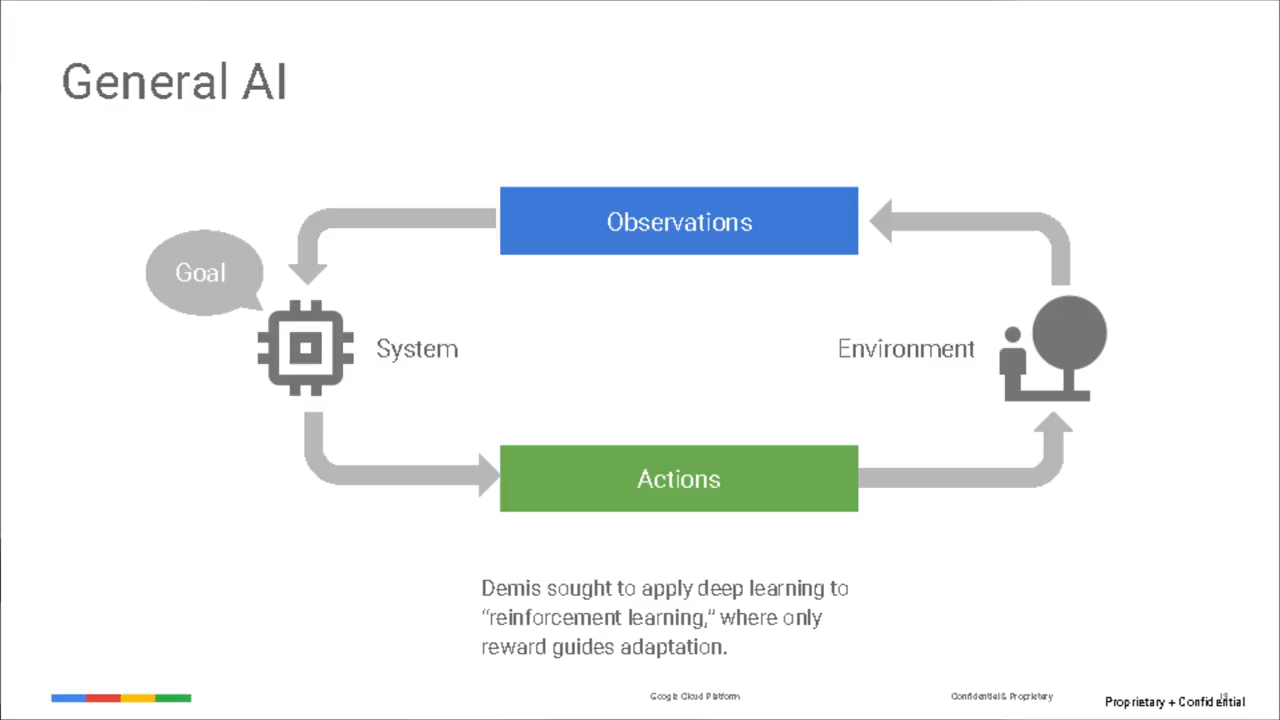 General AI
Observations
Goal
System
Environment
Actions
Demis sought to apply deep learning to
“reinforcement learning,” where only
reward guides adaptation.
Google Cloud Platform
Confidential & Proprietary
Proprietary + Confidential